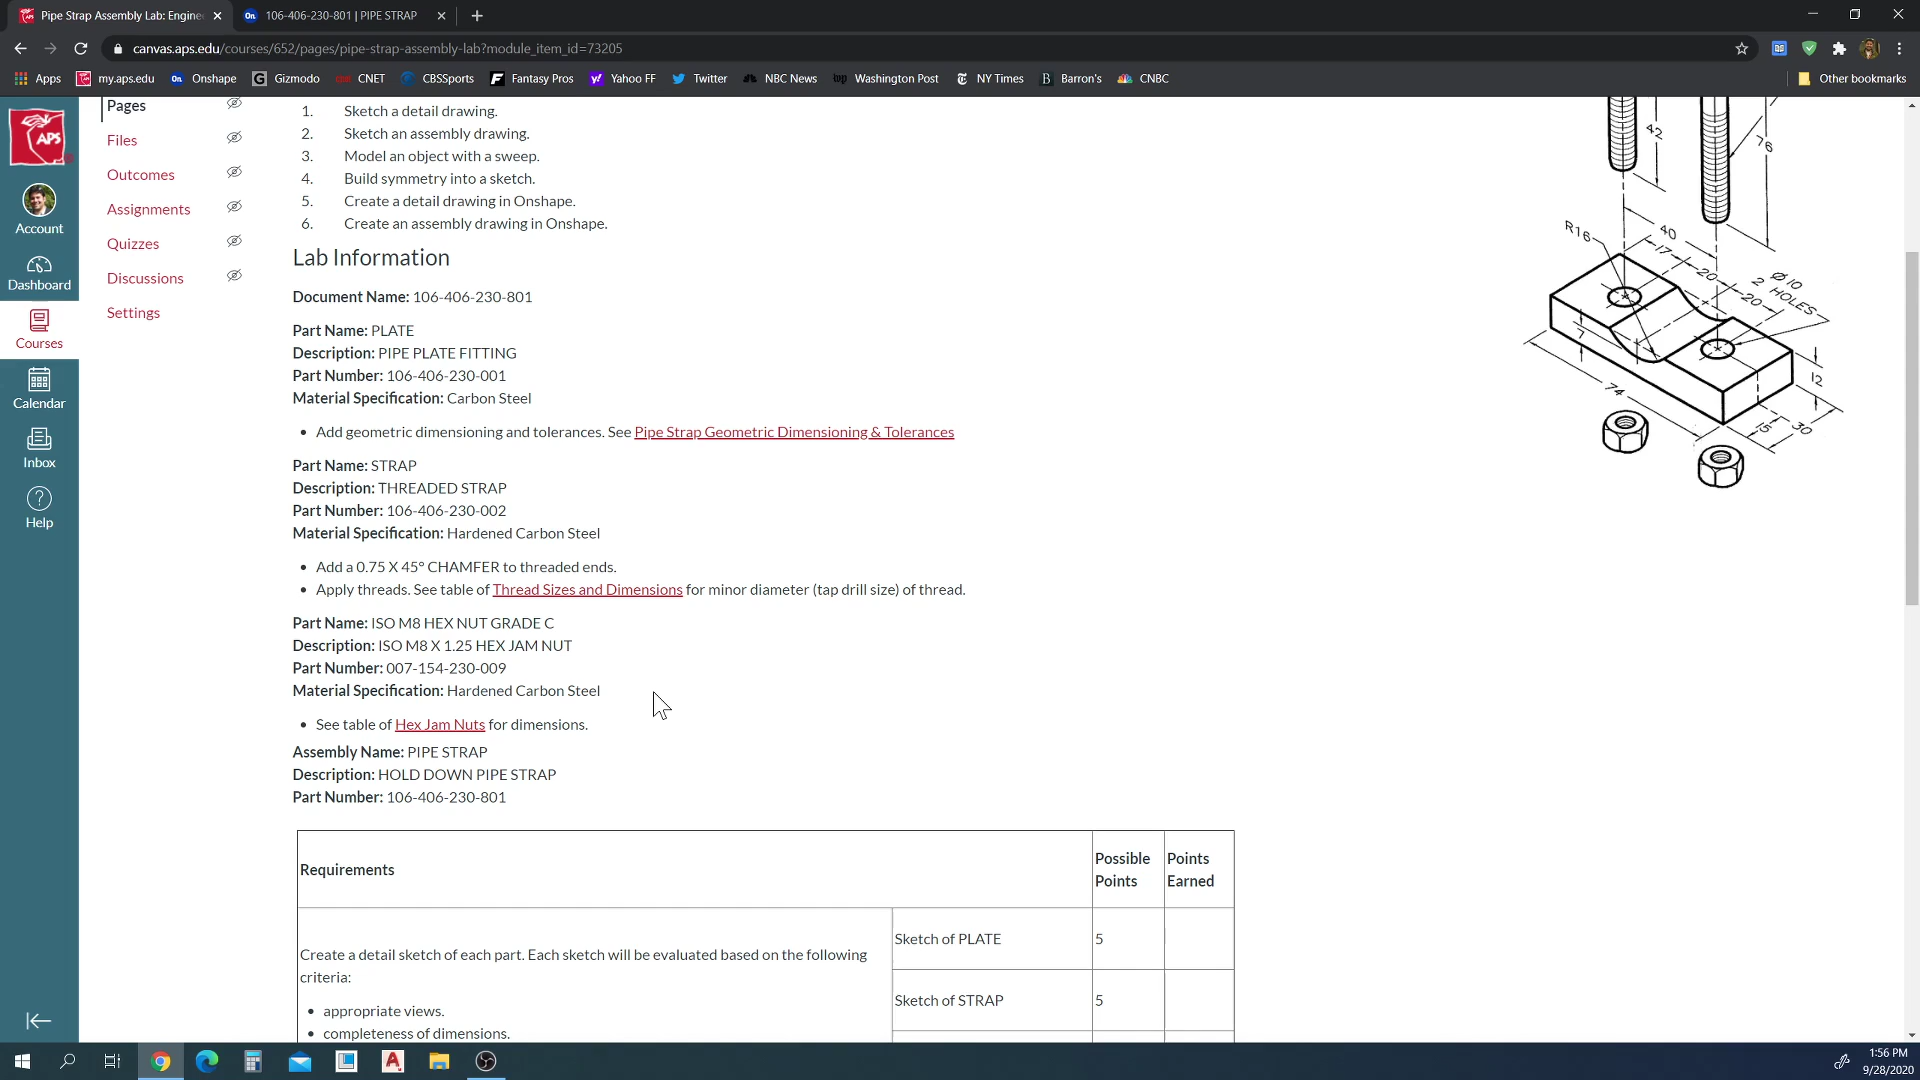 Pipe Strap Assembly Lab: Engine
106-406-230-801 | PIPE STRAP
canvas.aps.edu/courses/652/pages/pipe-strap-assembly-lab?module_item_id=73205
Apps
my.aps.edu
Onshape
Gizmodo
CNET
CBSSports
Fantasy Pros
Yahoo FF
Twitter
NBC News
Washington Post
NY Times
Barron's
CNBC
Other bookmarks
APS
Account
Dashboard
Courses
Calendar
Inbox
Help
Pages
Files
Outcomes
Assignments
Quizzes
Discussions
Settings
1. Sketch a detail drawing.
2. Sketch an assembly drawing.
3. Model an object with a sweep.
4. Build symmetry into a sketch.
5. Create a detail drawing in Onshape.
6. Create an assembly drawing in Onshape.
Lab Information
Document Name: 106-406-230-801
Part Name: PLATE
Description: PIPE PLATE FITTING
Part Number: 106-406-230-001
Material Specification: Carbon Steel
• Add geometric dimensioning and tolerances. See Pipe Strap Geometric Dimensioning & Tolerances
Part Name: STRAP
Description: THREADED STRAP
Part Number: 106-406-230-002
Material Specification: Hardened Carbon Steel
• Add a 0.75 X 45° CHAMFER to threaded ends.
• Apply threads. See table of Thread Sizes and Dimensions for minor diameter (tap drill size) of thread.
Part Name: ISO M8 HEX NUT GRADE C
Description: ISO M8 X 1.25 HEX JAM NUT
Part Number: 007-154-230-009
Material Specification: Hardened Carbon Steel
• See table of Hex Jam Nuts for dimensions.
Assembly Name: PIPE STRAP
Description: HOLD DOWN PIPE STRAP
Part Number: 106-406-230-801
Requirements
Possible Points
Points Earned
Create a detail sketch of each part. Each sketch will be evaluated based on the following
criteria:
• appropriate views.
• completeness of dimensions.
Sketch of PLATE
5
Sketch of STRAP
5
42
76
R16
40
17
20
20
Ø10
2 HOLES
7
74
12
15
30
1:56 PM
9/28/2020